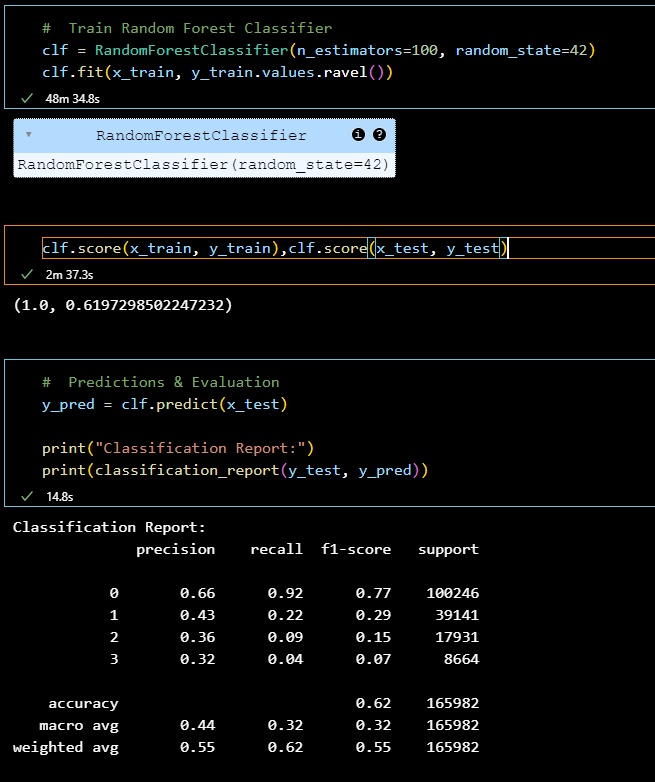 # Train Random Forest Classifier
clf = RandomForestClassifier(n_estimators=100, random_state=42)
clf.fit(x_train, y_train.values.ravel())
48m 34.8s
RandomForestClassifier
RandomForestClassifier(random_state=42)
clf.score(x_train, y_train),clf.score(x_test, y_test)
2m 37.3s
(1.0, 0.6197298502247232)
# Predictions & Evaluation
y_pred = clf.predict(x_test)
print("Classification Report:")
print(classification_report(y_test, y_pred))
14.8s
Classification Report:
precision recall f1-score support
0 0.66 0.92 0.77 100246
1 0.43 0.22 0.29 39141
2 0.36 0.09 0.15 17931
3 0.32 0.04 0.07 8664
accuracy 0.62 165982
macro avg 0.44 0.32 0.32 165982
weighted avg 0.55 0.62 0.55 165982